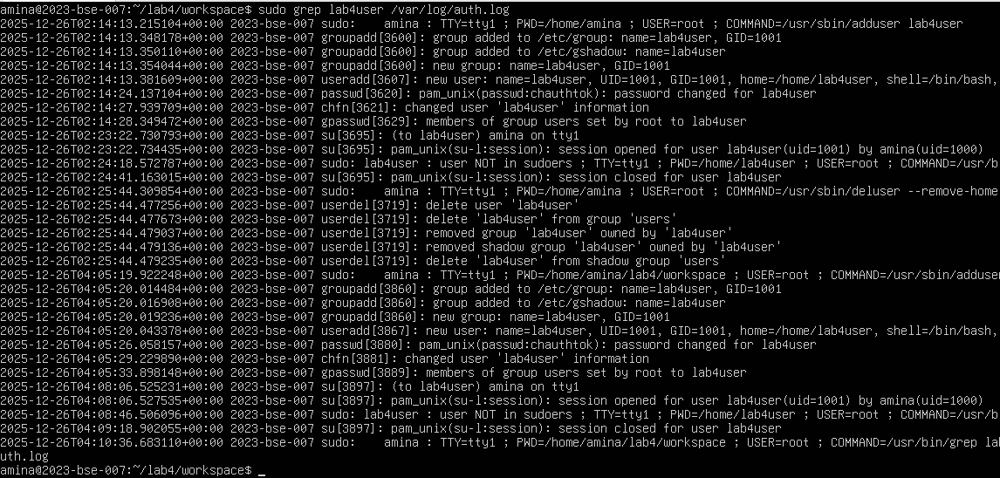 amina@2023-bse-007:~/lab4/workspace$ sudo grep lab4user /var/log/auth.log
2025-12-26T02:14:13.215104+00:00 2023-bse-007 sudo:    amina : TTY=tty1 ; PWD=/home/amina ; USER=root ; COMMAND=/usr/sbin/adduser lab4user
2025-12-26T02:14:13.348178+00:00 2023-bse-007 groupadd[3600]: group added to /etc/group: name=lab4user, GID=1001
2025-12-26T02:14:13.350110+00:00 2023-bse-007 groupadd[3600]: group added to /etc/gshadow: name=lab4user
2025-12-26T02:14:13.354044+00:00 2023-bse-007 groupadd[3600]: new group: name=lab4user, GID=1001
2025-12-26T02:14:13.381609+00:00 2023-bse-007 useradd[3607]: new user: name=lab4user, UID=1001, GID=1001, home=/home/lab4user, shell=/bin/bash,
2025-12-26T02:14:24.137104+00:00 2023-bse-007 passwd[3620]: pam_unix(passwd:chauthtok): password changed for lab4user
2025-12-26T02:14:27.939709+00:00 2023-bse-007 chfn[3621]: changed user 'lab4user' information
2025-12-26T02:14:28.349472+00:00 2023-bse-007 gpasswd[3629]: members of group users set by root to lab4user
2025-12-26T02:23:22.730793+00:00 2023-bse-007 su[3695]: (to lab4user) amina on tty1
2025-12-26T02:23:22.734435+00:00 2023-bse-007 su[3695]: pam_unix(su-l:session): session opened for user lab4user(uid=1001) by amina(uid=1000)
2025-12-26T02:24:18.572787+00:00 2023-bse-007 sudo: lab4user : user NOT in sudoers ; TTY=tty1 ; PWD=/home/lab4user ; USER=root ; COMMAND=/usr/b
2025-12-26T02:24:41.163015+00:00 2023-bse-007 su[3695]: pam_unix(su-l:session): session closed for user lab4user
2025-12-26T02:25:44.309854+00:00 2023-bse-007 sudo:    amina : TTY=tty1 ; PWD=/home/amina ; USER=root ; COMMAND=/usr/sbin/deluser --remove-home
2025-12-26T02:25:44.477256+00:00 2023-bse-007 userdel[3719]: delete user 'lab4user'
2025-12-26T02:25:44.477673+00:00 2023-bse-007 userdel[3719]: delete 'lab4user' from group 'users'
2025-12-26T02:25:44.479037+00:00 2023-bse-007 userdel[3719]: removed group 'lab4user' owned by 'lab4user'
2025-12-26T02:25:44.479136+00:00 2023-bse-007 userdel[3719]: removed shadow group 'lab4user' owned by 'lab4user'
2025-12-26T02:25:44.479235+00:00 2023-bse-007 userdel[3719]: delete 'lab4user' from shadow group 'users'
2025-12-26T04:05:19.922248+00:00 2023-bse-007 sudo:    amina : TTY=tty1 ; PWD=/home/amina/lab4/workspace ; USER=root ; COMMAND=/usr/sbin/adduse
2025-12-26T04:05:20.014484+00:00 2023-bse-007 groupadd[3860]: group added to /etc/group: name=lab4user, GID=1001
2025-12-26T04:05:20.016908+00:00 2023-bse-007 groupadd[3860]: group added to /etc/gshadow: name=lab4user
2025-12-26T04:05:20.019236+00:00 2023-bse-007 groupadd[3860]: new group: name=lab4user, GID=1001
2025-12-26T04:05:20.043378+00:00 2023-bse-007 useradd[3867]: new user: name=lab4user, UID=1001, GID=1001, home=/home/lab4user, shell=/bin/bash,
2025-12-26T04:05:26.058157+00:00 2023-bse-007 passwd[3880]: pam_unix(passwd:chauthtok): password changed for lab4user
2025-12-26T04:05:29.229890+00:00 2023-bse-007 chfn[3881]: changed user 'lab4user' information
2025-12-26T04:05:33.898148+00:00 2023-bse-007 gpasswd[3889]: members of group users set by root to lab4user
2025-12-26T04:08:06.525231+00:00 2023-bse-007 su[3897]: (to lab4user) amina on tty1
2025-12-26T04:08:06.527535+00:00 2023-bse-007 su[3897]: pam_unix(su-l:session): session opened for user lab4user(uid=1001) by amina(uid=1000)
2025-12-26T04:08:46.506096+00:00 2023-bse-007 sudo: lab4user : user NOT in sudoers ; TTY=tty1 ; PWD=/home/lab4user ; USER=root ; COMMAND=/usr/b
2025-12-26T04:09:18.902055+00:00 2023-bse-007 su[3897]: pam_unix(su-l:session): session closed for user lab4user
2025-12-26T04:10:36.683110+00:00 2023-bse-007 sudo:    amina : TTY=tty1 ; PWD=/home/amina/lab4/workspace ; USER=root ; COMMAND=/usr/bin/grep la
uth.log
amina@2023-bse-007:~/lab4/workspace$ _